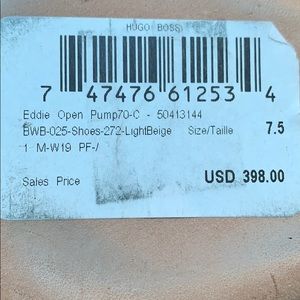 HUGO BOSS
7 47476 61253 4
Eddie Open Pump70-C - 50413144
BWB-025-Shoes-272-LightBeige Size/Taille 7.5
1 M-W19 PF-/
Sales Price USD 398.00